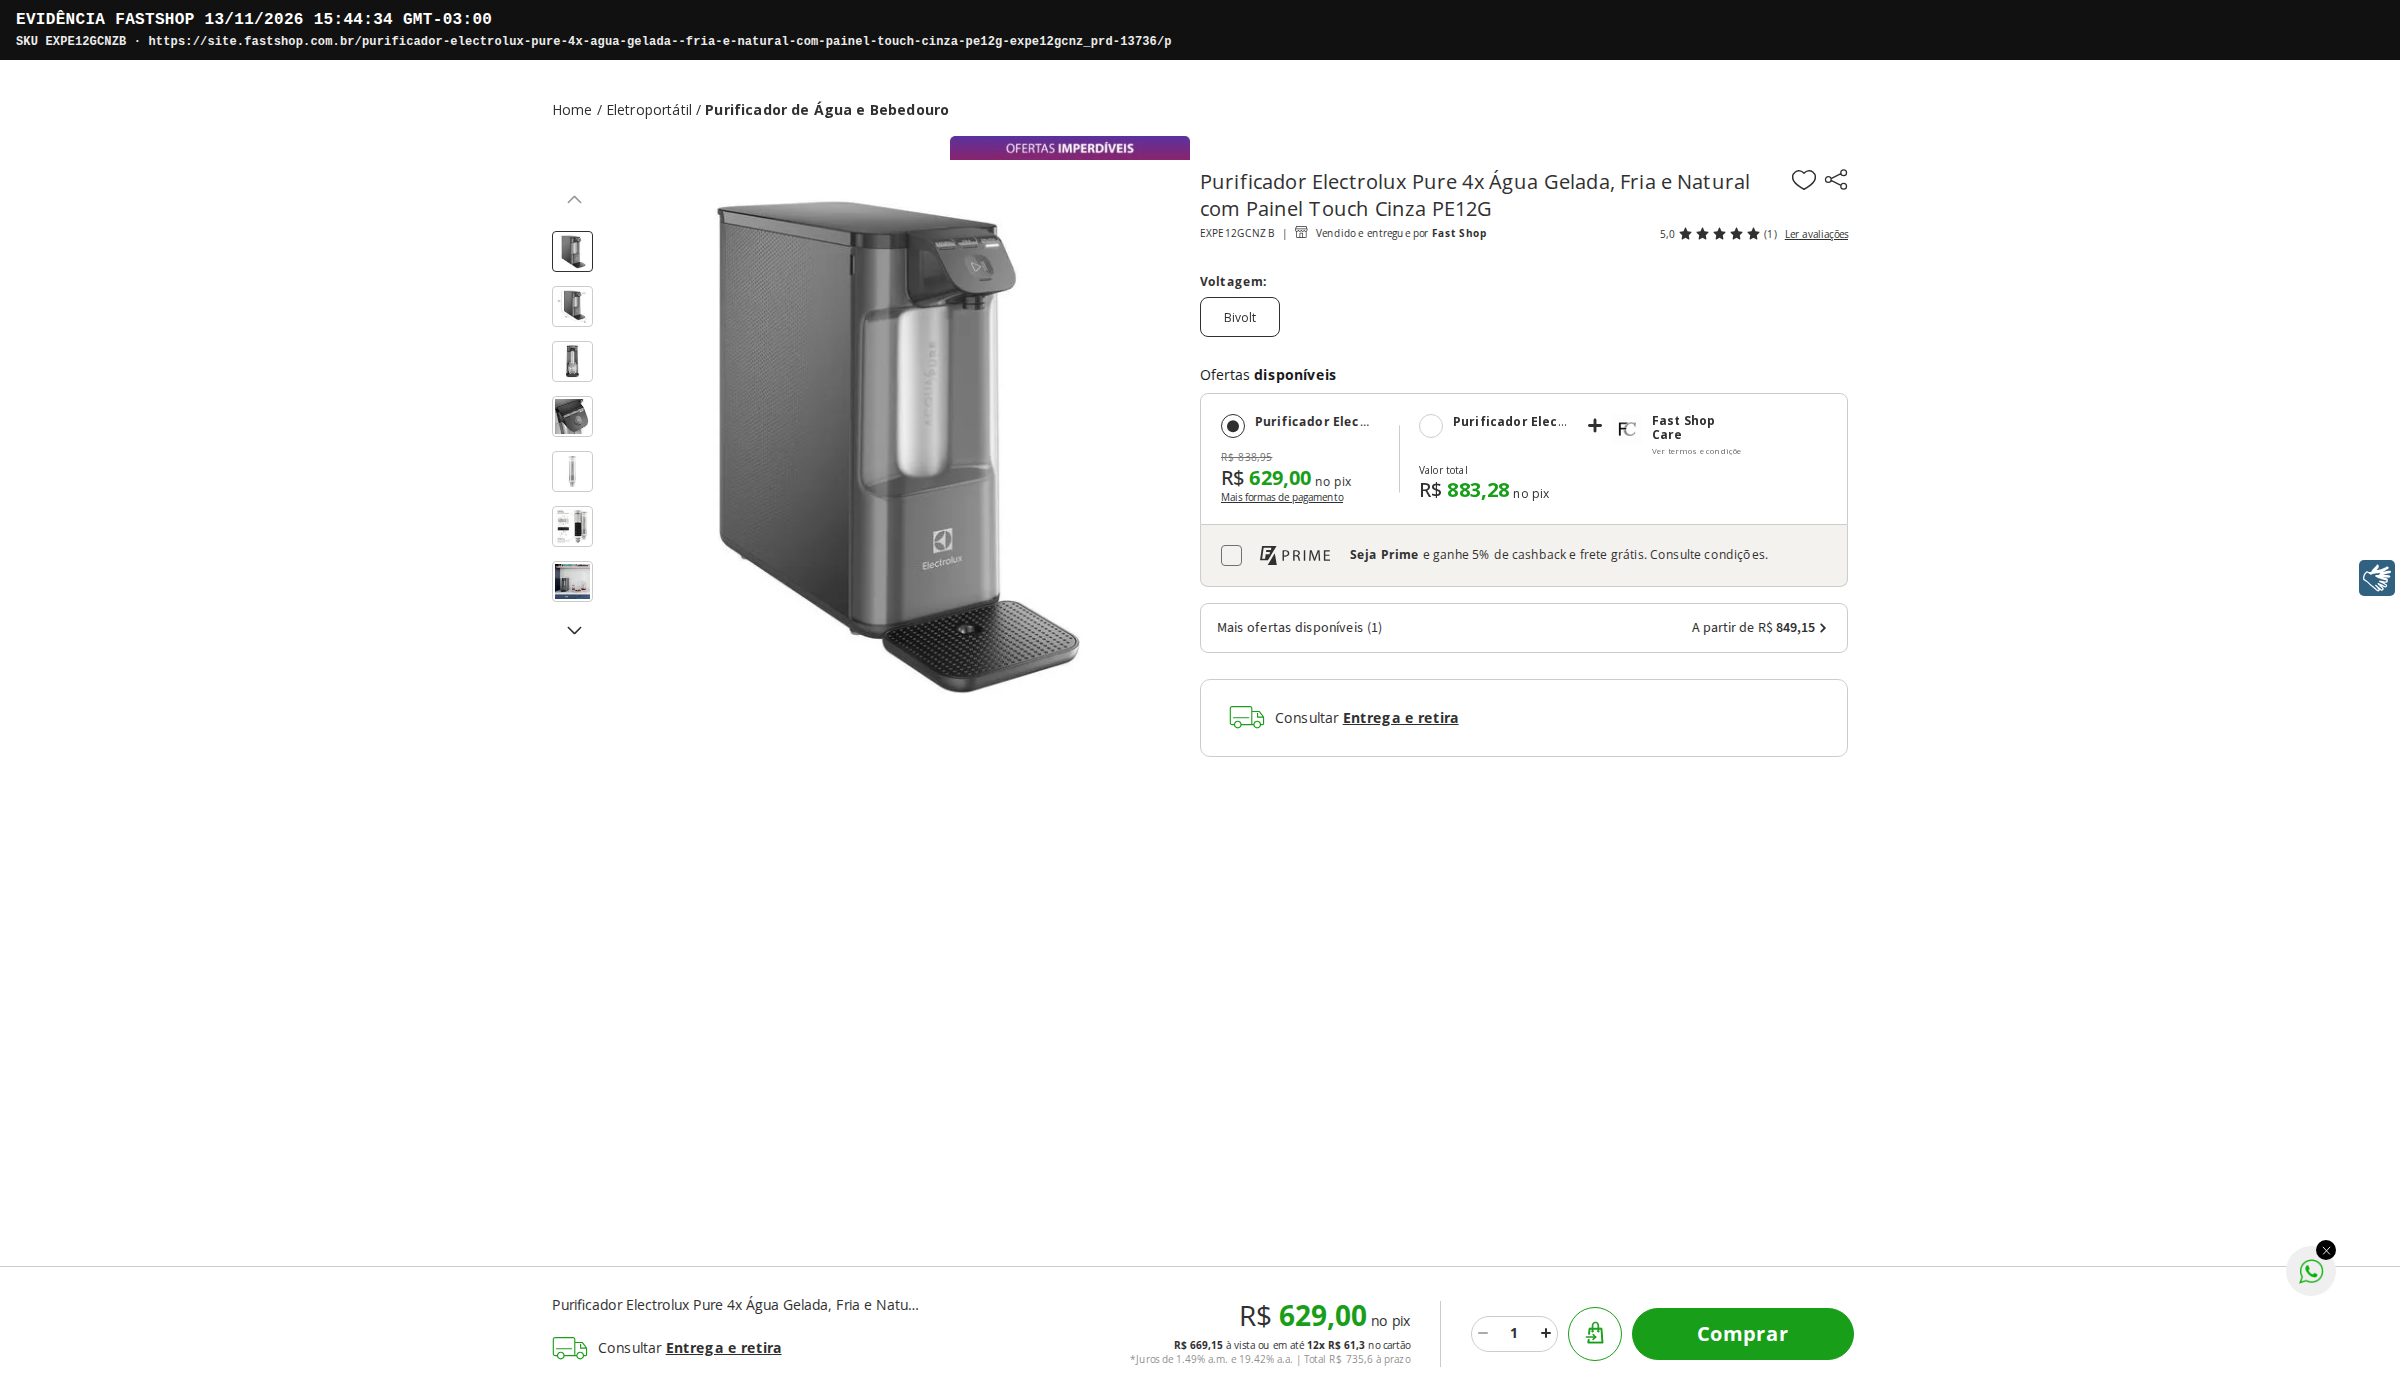 EVIDÊNCIA FASTSHOP 13/11/2026 15:44:34 GMT-03:00
SKU EXPE12GCNZB · https://site.fastshop.com.br/purificador-electrolux-pure-4x-agua-gelada--fria-e-natural-com-painel-touch-cinza-pe12g-expe12gcnz_prd-13736/p
Home / Eletroportátil / Purificador de Água e Bebedouro
OFERTAS IMPERDÍVEIS
Purificador Electrolux Pure 4x Água Gelada, Fria e Natural
com Painel Touch Cinza PE12G
EXPE12GCNZB | Vendido e entregue por Fast Shop
5,0 (1) Ler avaliações
Voltagem:
Bivolt
Ofertas disponíveis
Purificador Elec...
R$ 838,95
R$ 629,00 no pix
Mais formas de pagamento
Purificador Elec...
+
FC
Fast Shop
Care
Ver termos e condiçõe
Valor total
R$ 883,28 no pix
PRIME
Seja Prime e ganhe 5% de cashback e frete grátis. Consulte condições.
Mais ofertas disponíveis (1)
A partir de R$ 849,15
Consultar Entrega e retira
ACQUAPURE
Electrolux
Purificador Electrolux Pure 4x Água Gelada, Fria e Natu...
Consultar Entrega e retira
R$ 629,00 no pix
R$ 669,15 à vista ou em até 12x R$ 61,3 no cartão
*Juros de 1.49% a.m. e 19.42% a.a. | Total R$ 735,6 à prazo
1
Comprar